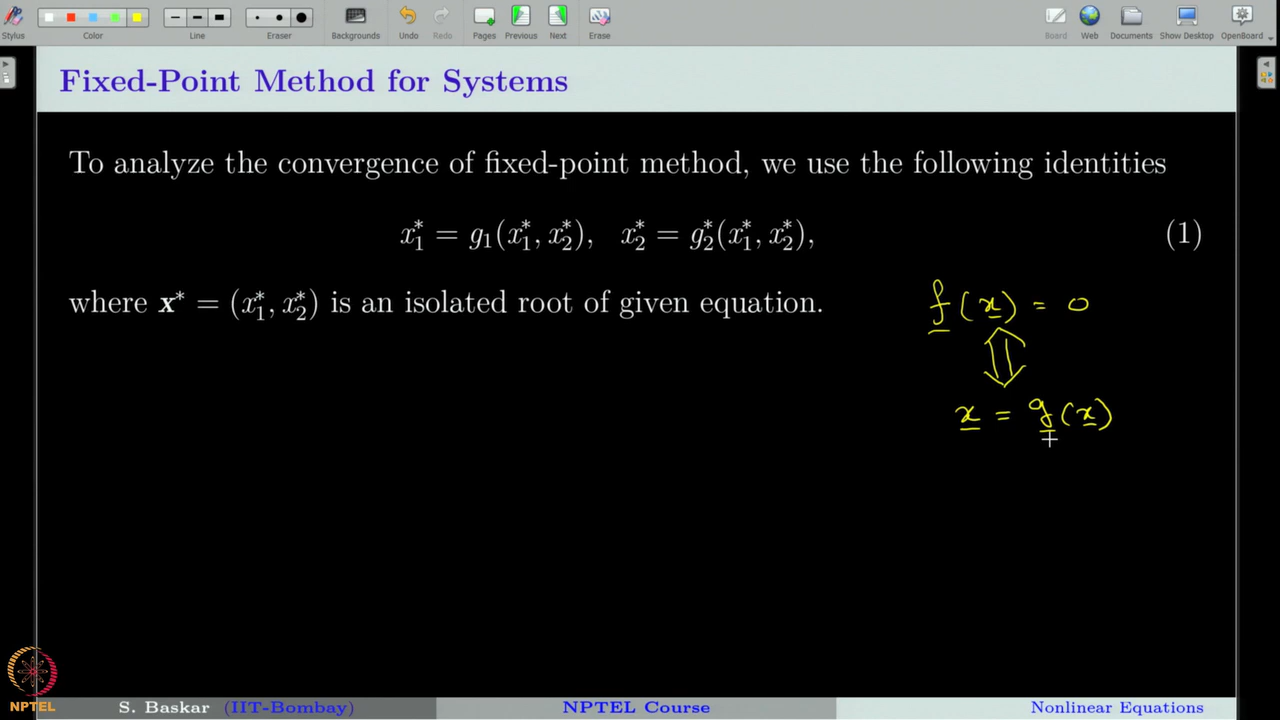 Stylus Color Line Eraser Backgrounds Undo Redo Pages Previous Next Erase Board Web Documents Show Desktop OpenBoard
Fixed-Point Method for Systems
To analyze the convergence of fixed-point method, we use the following identities
x₁* = g₁(x₁*, x₂*), x₂* = g₂*(x₁*, x₂*), (1)
where x* = (x₁*, x₂*) is an isolated root of given equation.
f(x) = 0
⇕
x = g(x)
NPTEL
S. Baskar (IIT-Bombay) NPTEL Course Nonlinear Equations